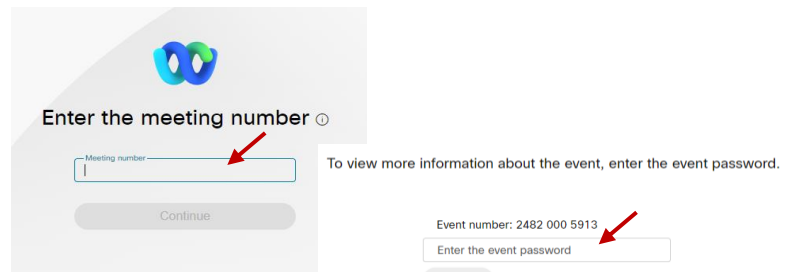 Enter the meeting number
Meeting number
Continue
To view more information about the event, enter the event password.
Event number: 2482 000 5913
Enter the event password